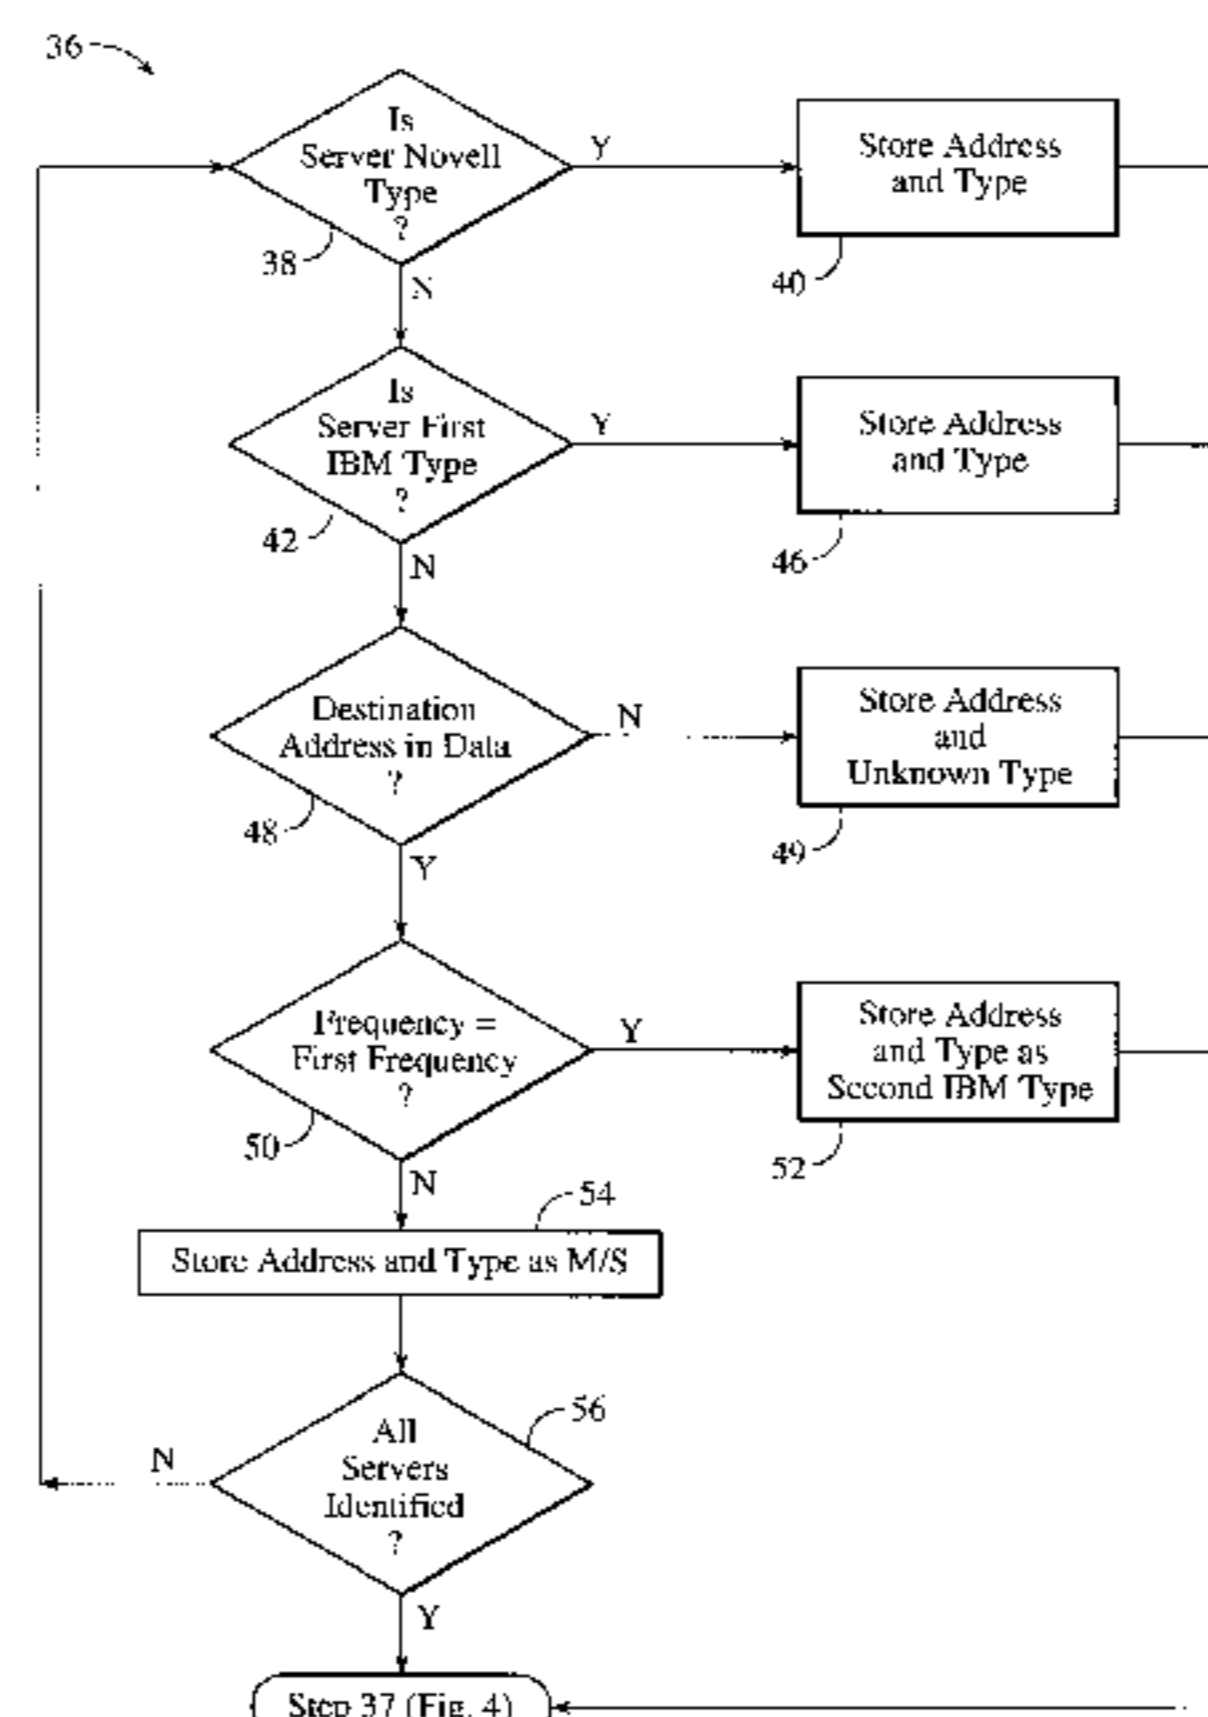 36
Is
Server Novell
Type
?
38
Y
Store Address
and Type
40
N
Is
Server First
IBM Type
?
42
Y
Store Address
and Type
46
N
Destination
Address in Data
?
48
N
Store Address
and
Unknown Type
49
Y
Frequency =
First Frequency
?
50
Y
Store Address
and Type as
Second IBM Type
52
N
54
Store Address and Type as M/S
56
All
Servers
Identified
?
N
Y
Step 37 (Fig. 4)